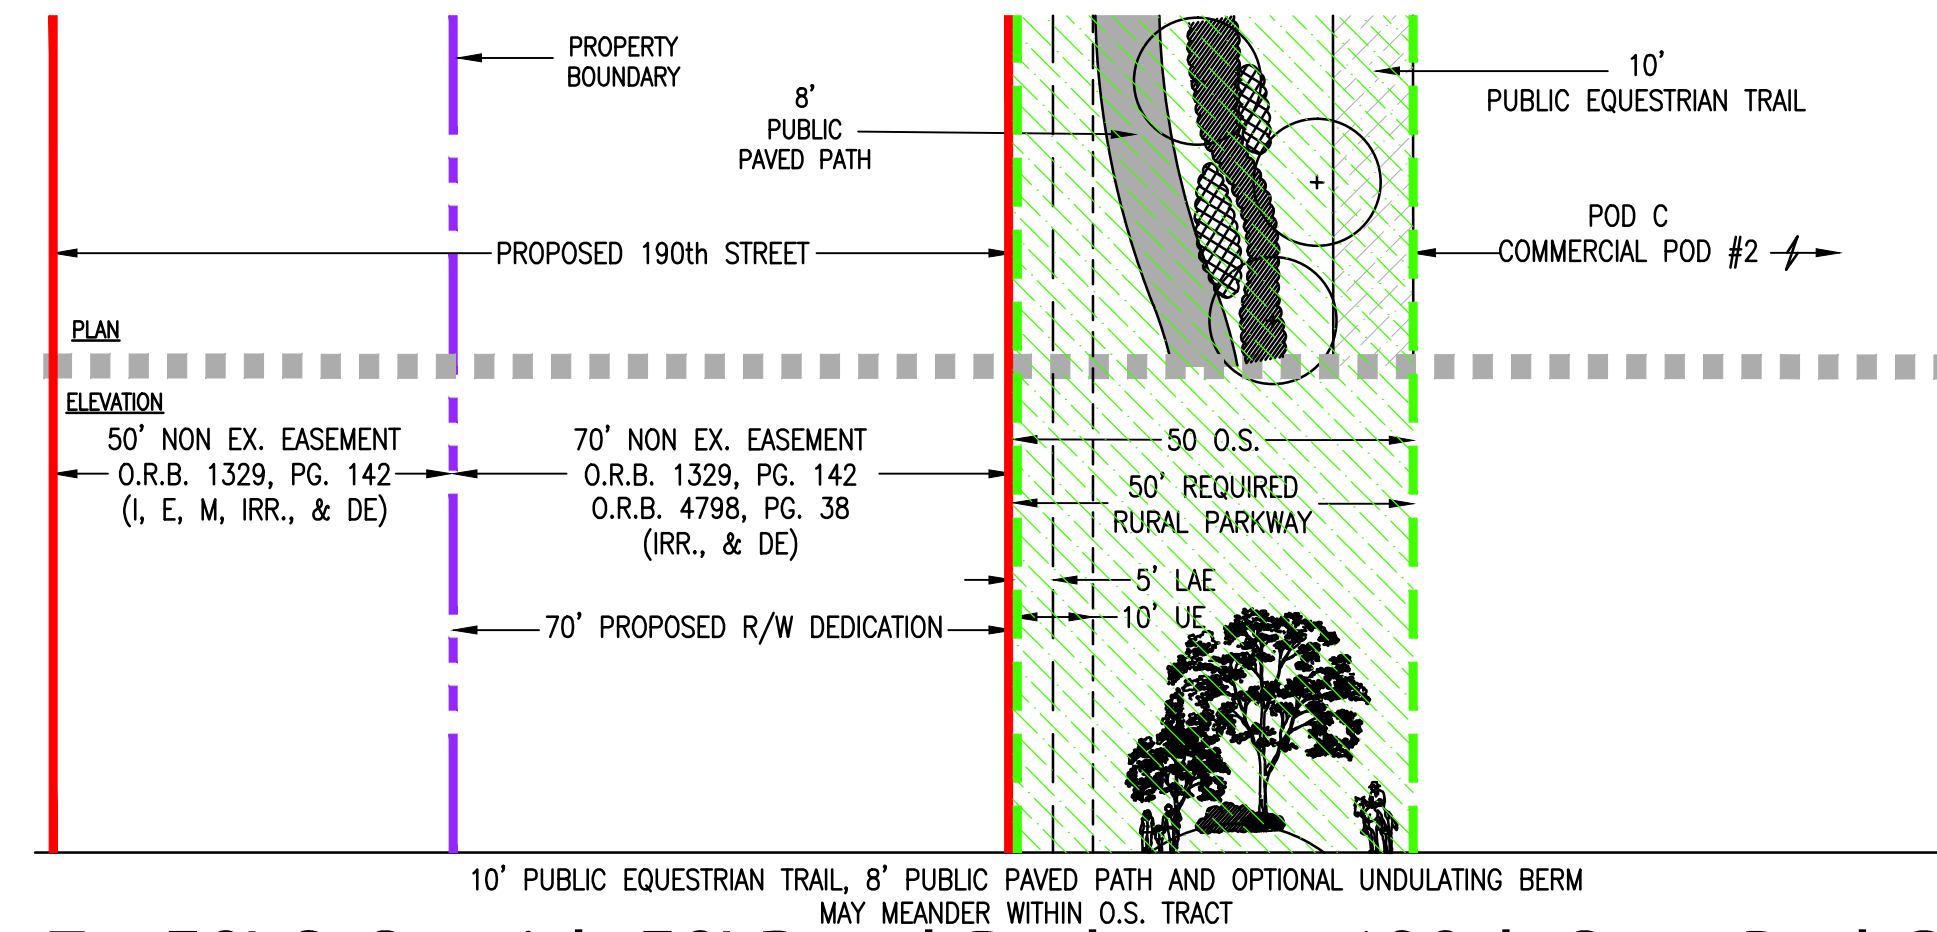 PROPERTY
BOUNDARY
8'
PUBLIC
PAVED PATH
10'
PUBLIC EQUESTRIAN TRAIL
PROPOSED 190th STREET
POD C
COMMERCIAL POD #2
PLAN
ELEVATION
50' NON EX. EASEMENT
O.R.B. 1329, PG. 142
(I, E, M, IRR., & DE)
70' NON EX. EASEMENT
O.R.B. 1329, PG. 142
O.R.B. 4798, PG. 38
(IRR., & DE)
50 O.S.
50' REQUIRED
RURAL PARKWAY
5' LAE
10' UE
70' PROPOSED R/W DEDICATION
10' PUBLIC EQUESTRIAN TRAIL, 8' PUBLIC PAVED PATH AND OPTIONAL UNDULATING BERM
MAY MEANDER WITHIN O.S. TRACT